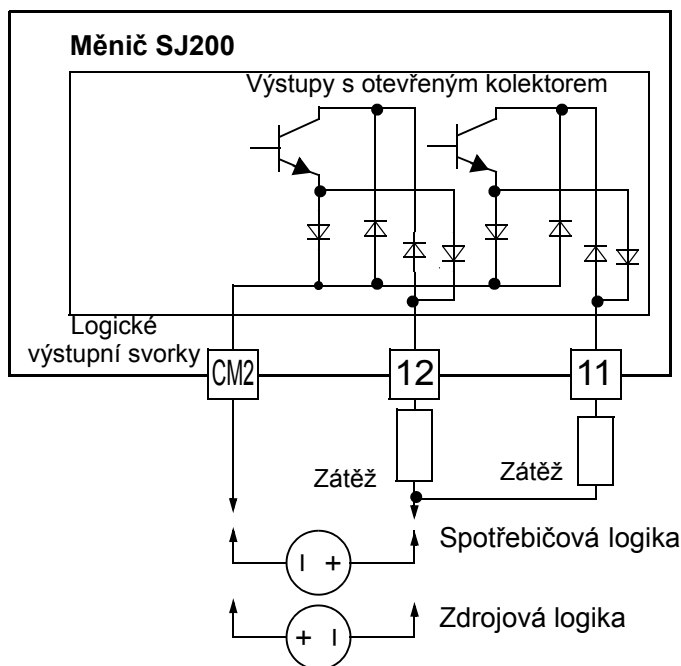 Měnič SJ200
Výstupy s otevřeným kolektorem
Logické
výstupní svorky
CM2
12
11
Zátěž
Zátěž
Spotřebičová logika
I +
Zdrojová logika
+ I